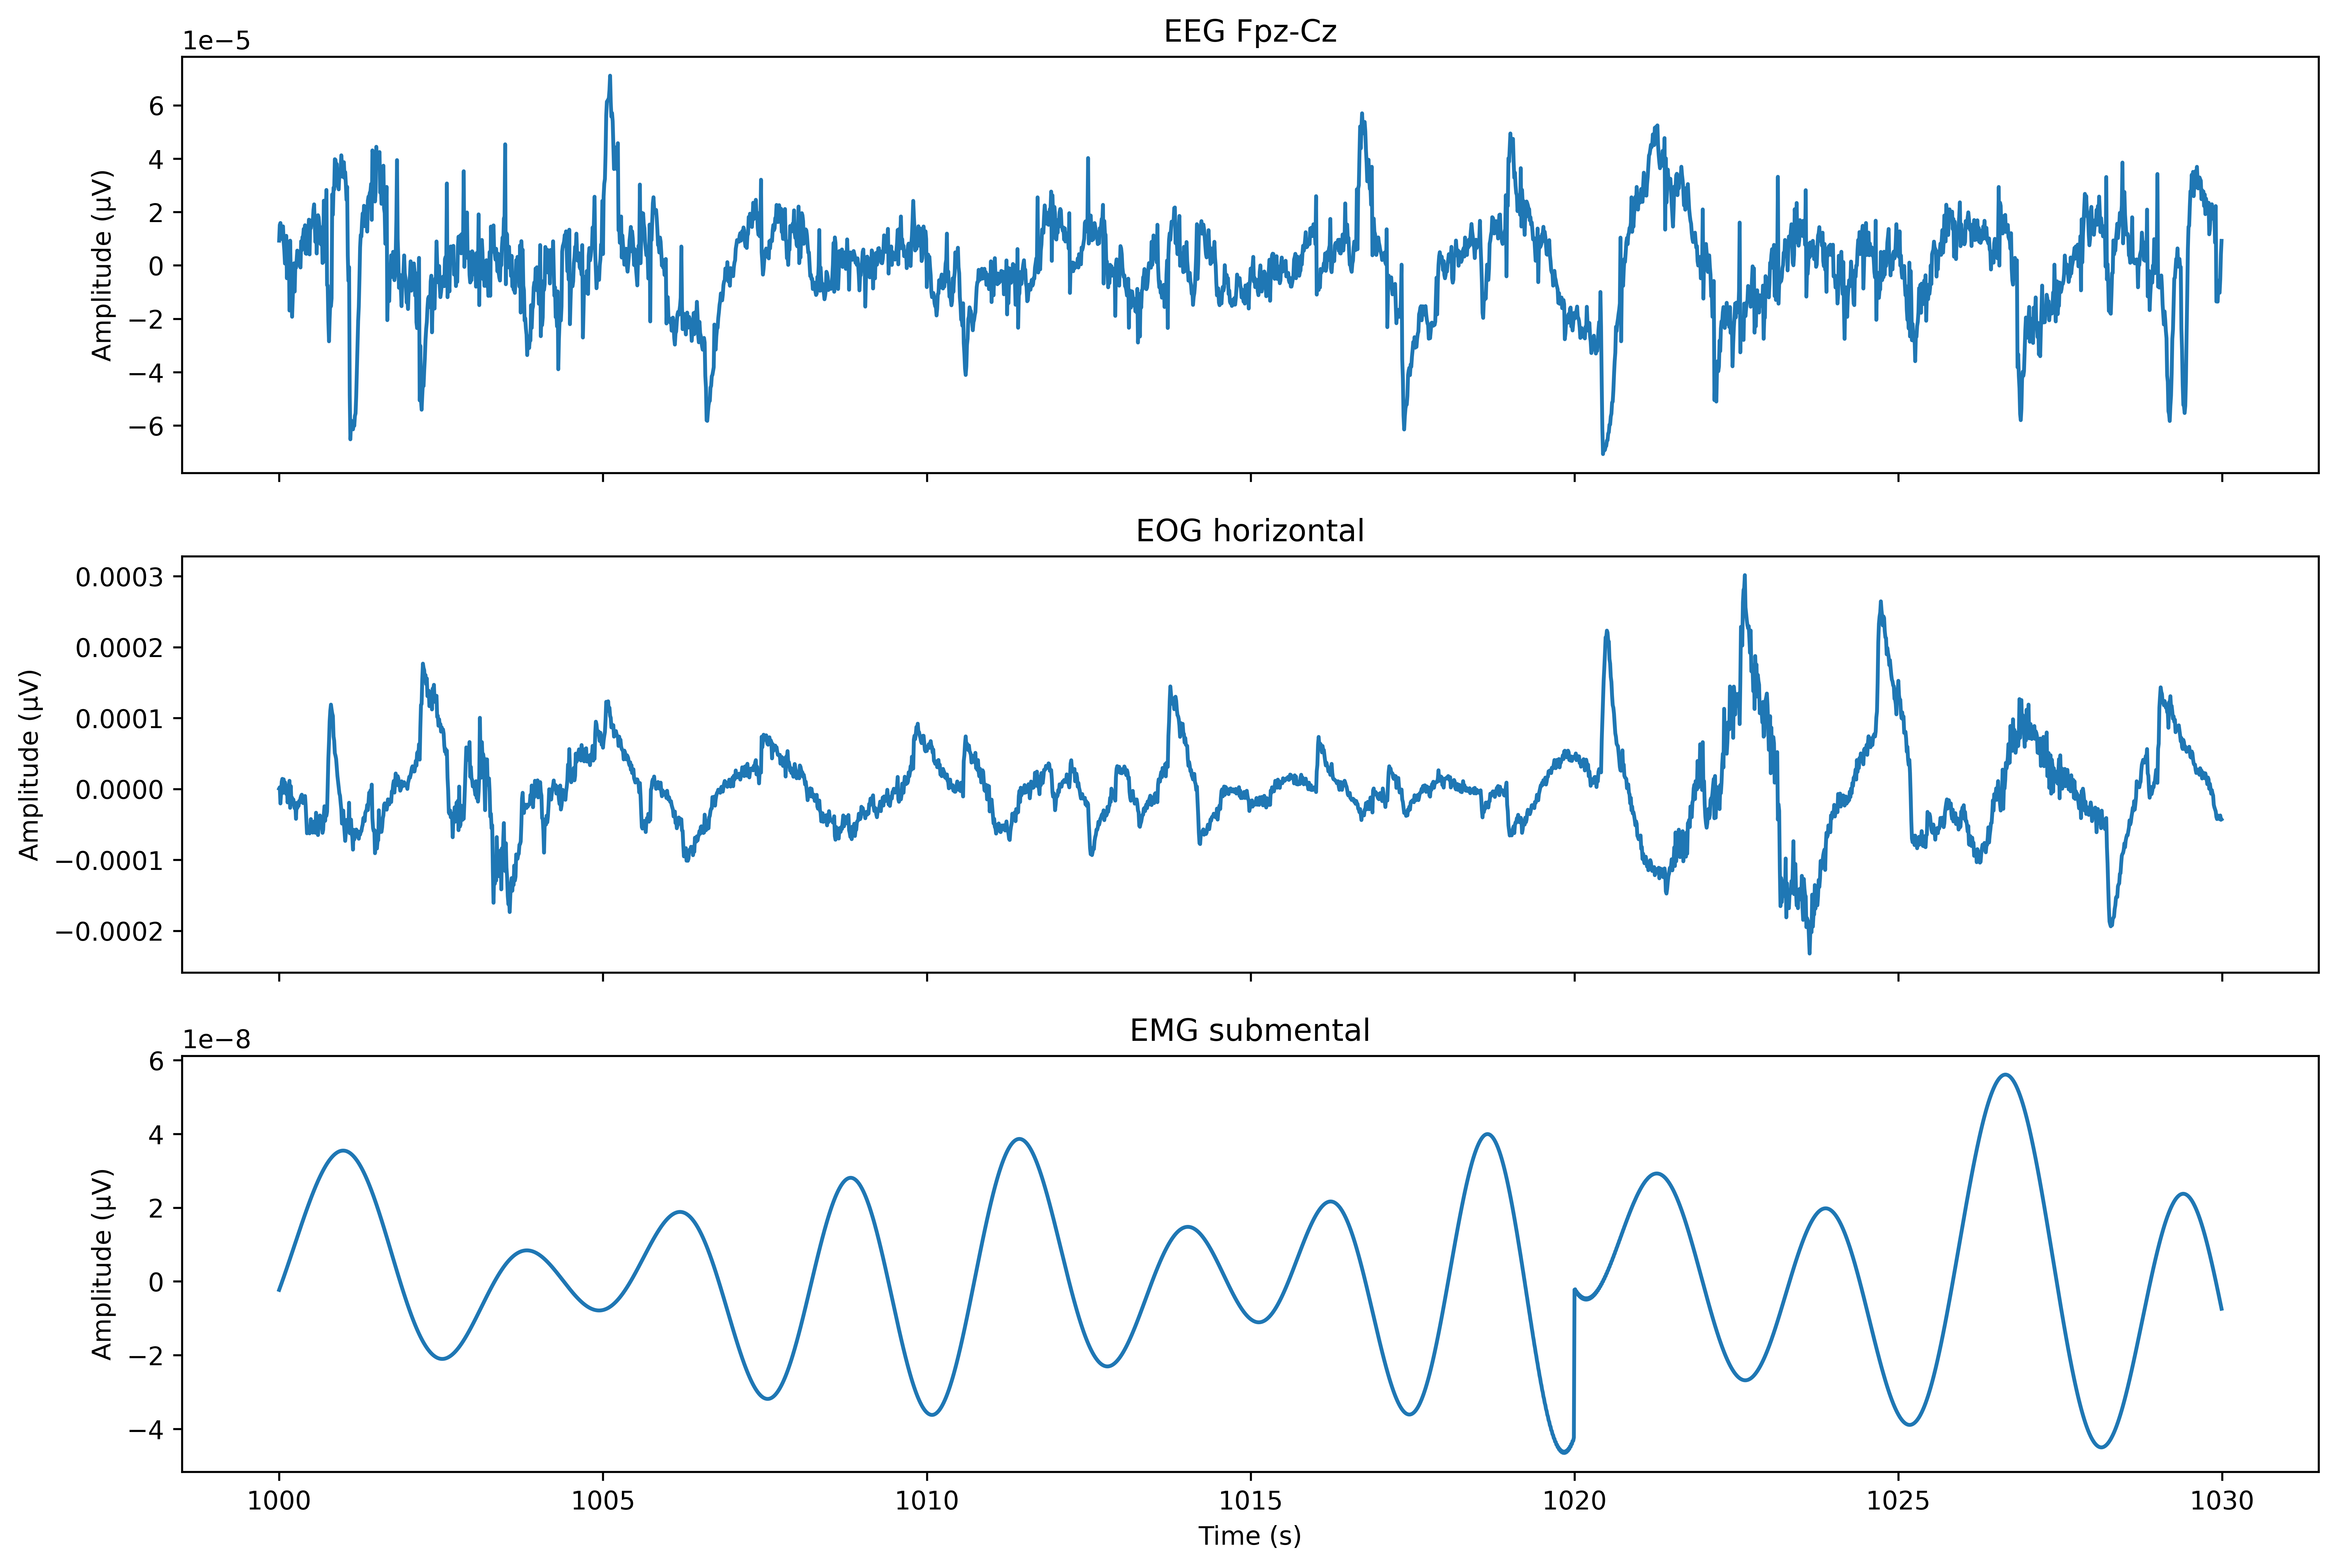 EEG Fpz-Cz
1e−5
Amplitude (µV)
6
4
2
0
−2
−4
−6
EOG horizontal
Amplitude (µV)
0.0003
0.0002
0.0001
0.0000
−0.0001
−0.0002
EMG submental
1e−8
Amplitude (µV)
6
4
2
0
−2
−4
1000 1005 1010 1015 1020 1025 1030
Time (s)